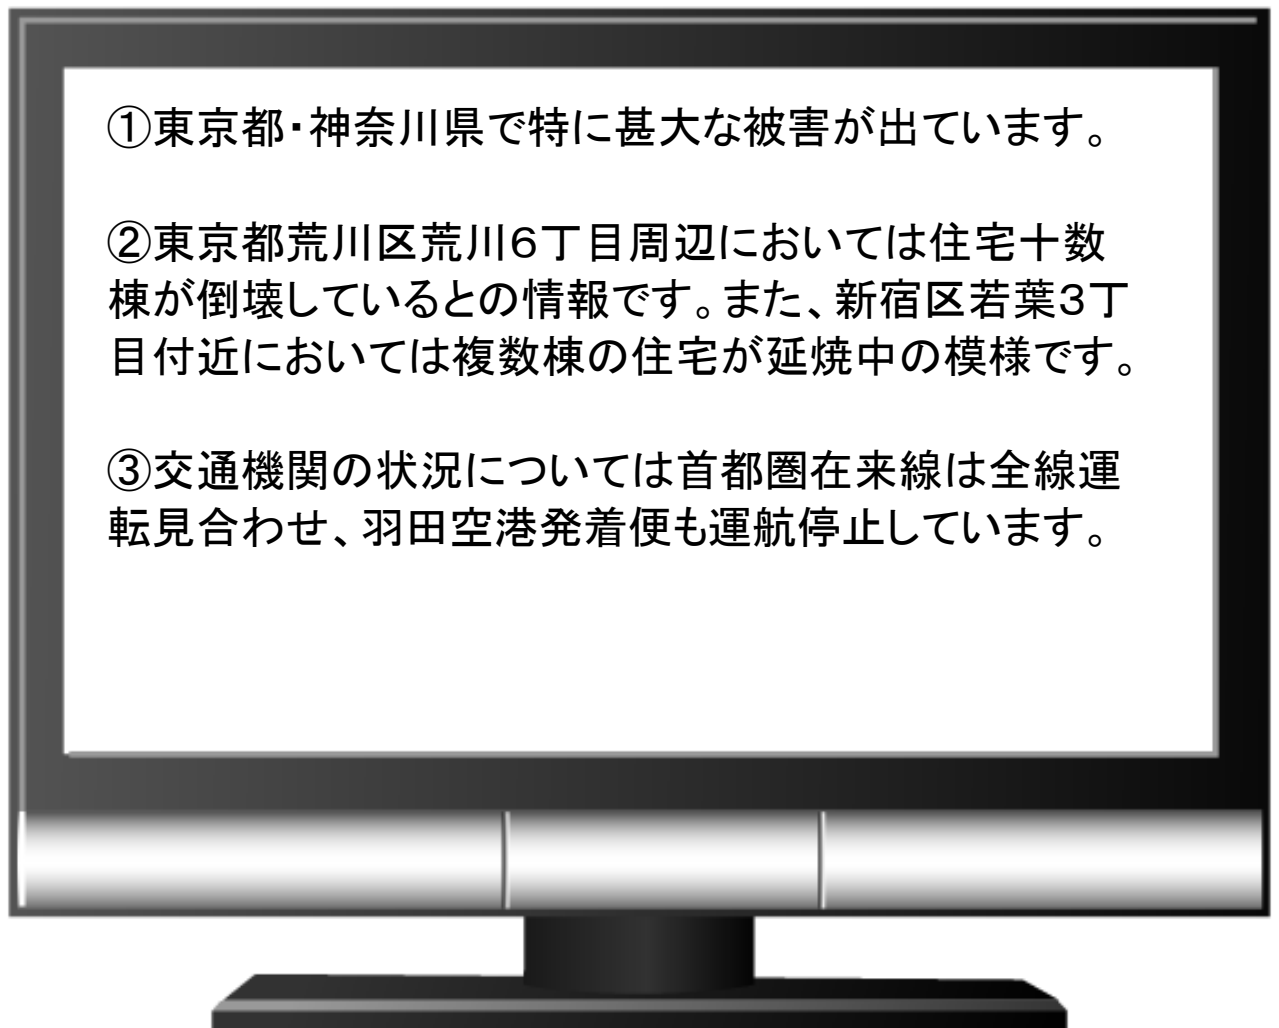 ①東京都・神奈川県で特に甚大な被害が出ています。
②東京都荒川区荒川６丁目周辺においては住宅十数
棟が倒壊しているとの情報です。また、新宿区若葉３丁
目付近においては複数棟の住宅が延焼中の模様です。
③交通機関の状況については首都圏在来線は全線運
転見合わせ、羽田空港発着便も運航停止しています。